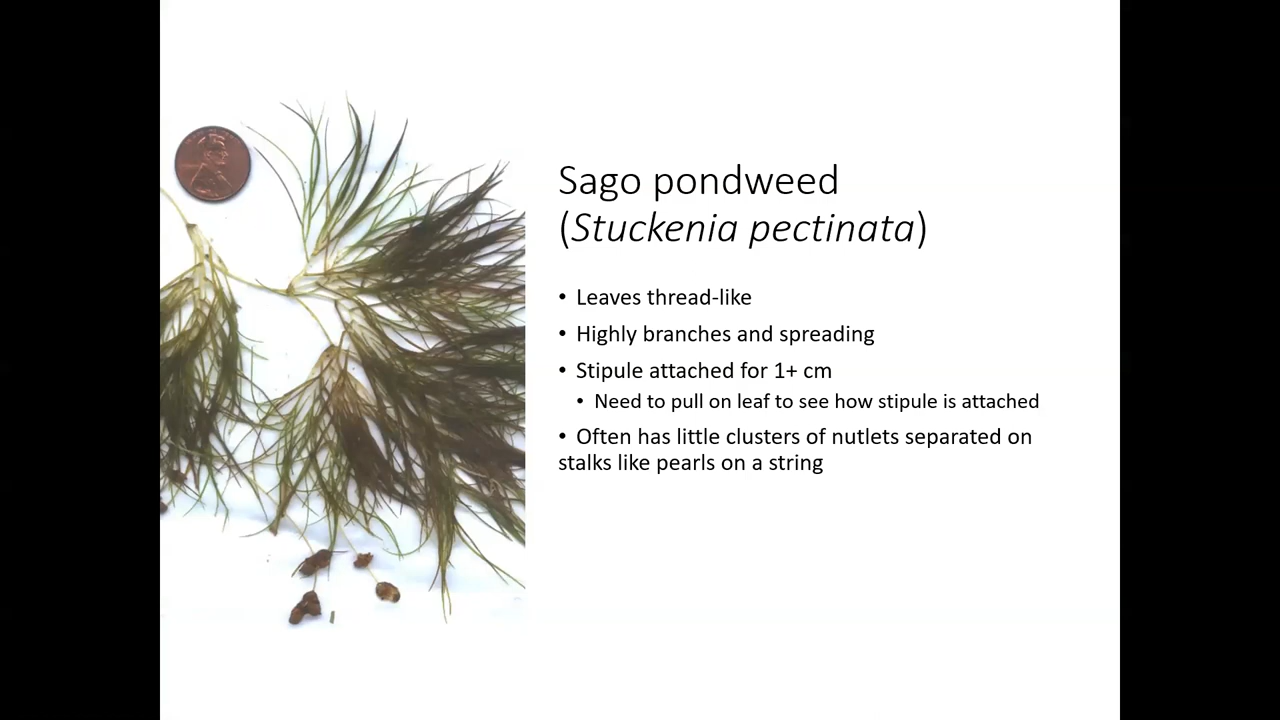 Sago pondweed
(Stuckenia pectinata)
• Leaves thread-like
• Highly branches and spreading
• Stipule attached for 1+ cm
• Need to pull on leaf to see how stipule is attached
• Often has little clusters of nutlets separated on
stalks like pearls on a string